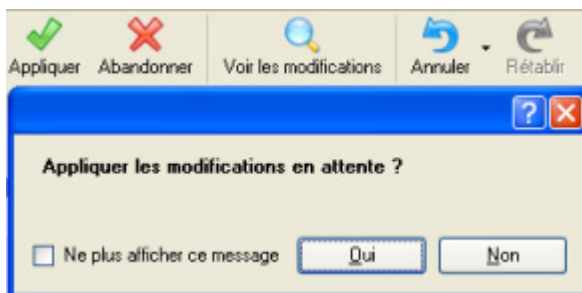 Appliquer Abandonner Voir les modifications Annuler Rétablir
?
Appliquer les modifications en attente ?
Ne plus afficher ce message Oui Non